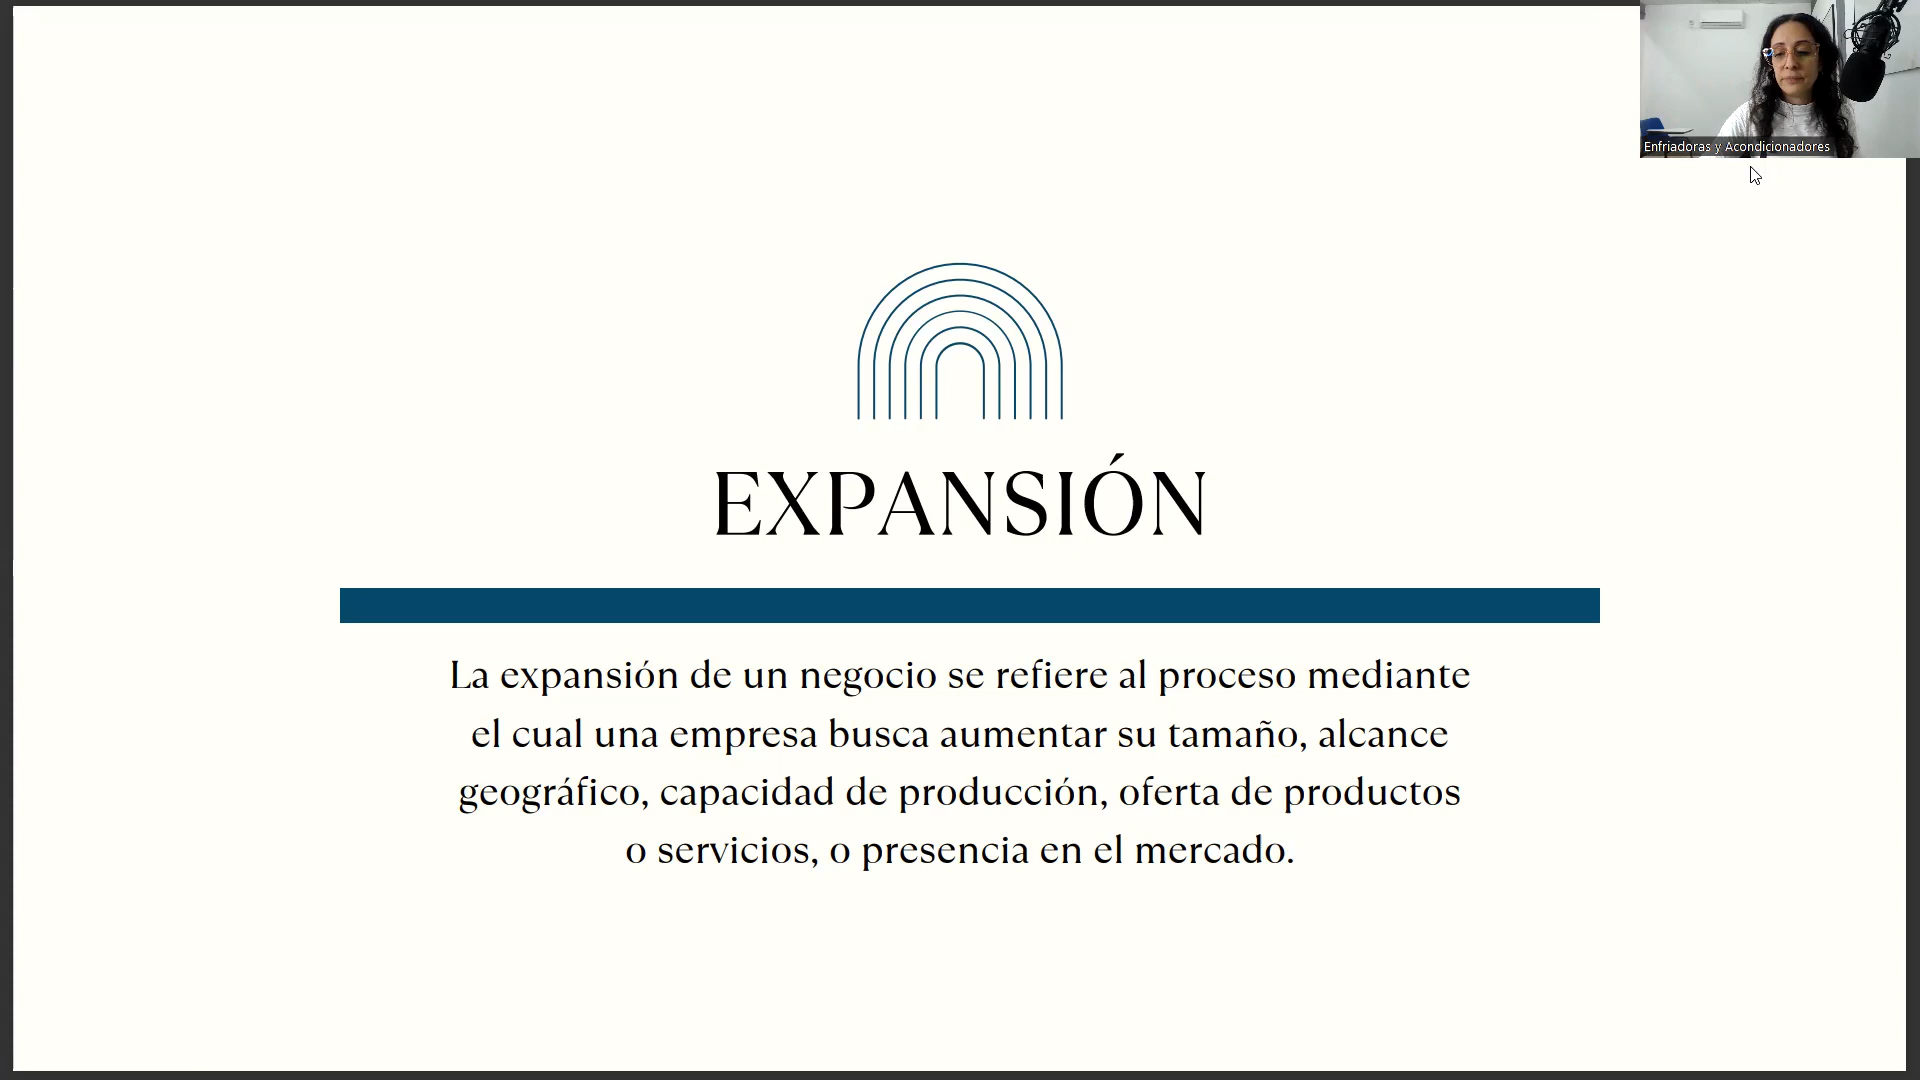 Enfriadoras y Acondicionadores
EXPANSIÓN
La expansión de un negocio se refiere al proceso mediante
el cual una empresa busca aumentar su tamaño, alcance
geográfico, capacidad de producción, oferta de productos
o servicios, o presencia en el mercado.